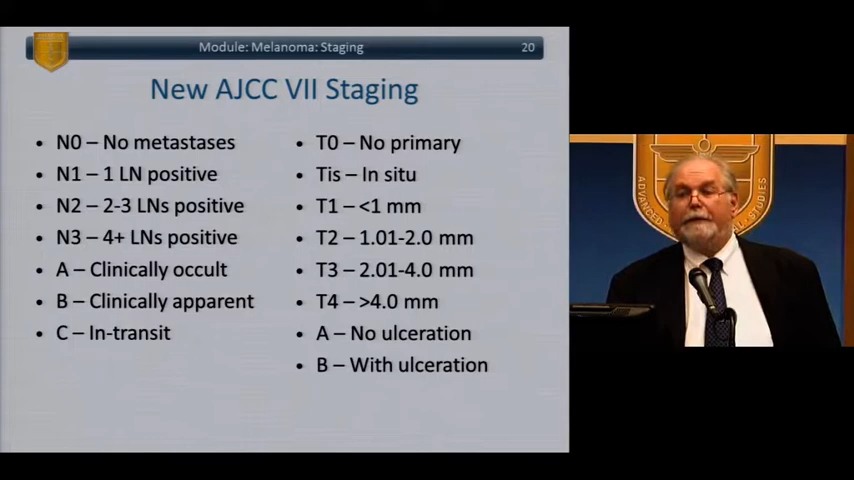 Module: Melanoma: Staging
20
New AJCC VII Staging
• N0 – No metastases
• N1 – 1 LN positive
• N2 – 2-3 LNs positive
• N3 – 4+ LNs positive
• A – Clinically occult
• B – Clinically apparent
• C – In-transit
• T0 – No primary
• Tis – In situ
• T1 – <1 mm
• T2 – 1.01-2.0 mm
• T3 – 2.01-4.0 mm
• T4 – >4.0 mm
• A – No ulceration
• B – With ulceration
ADVANCED
STUDIES